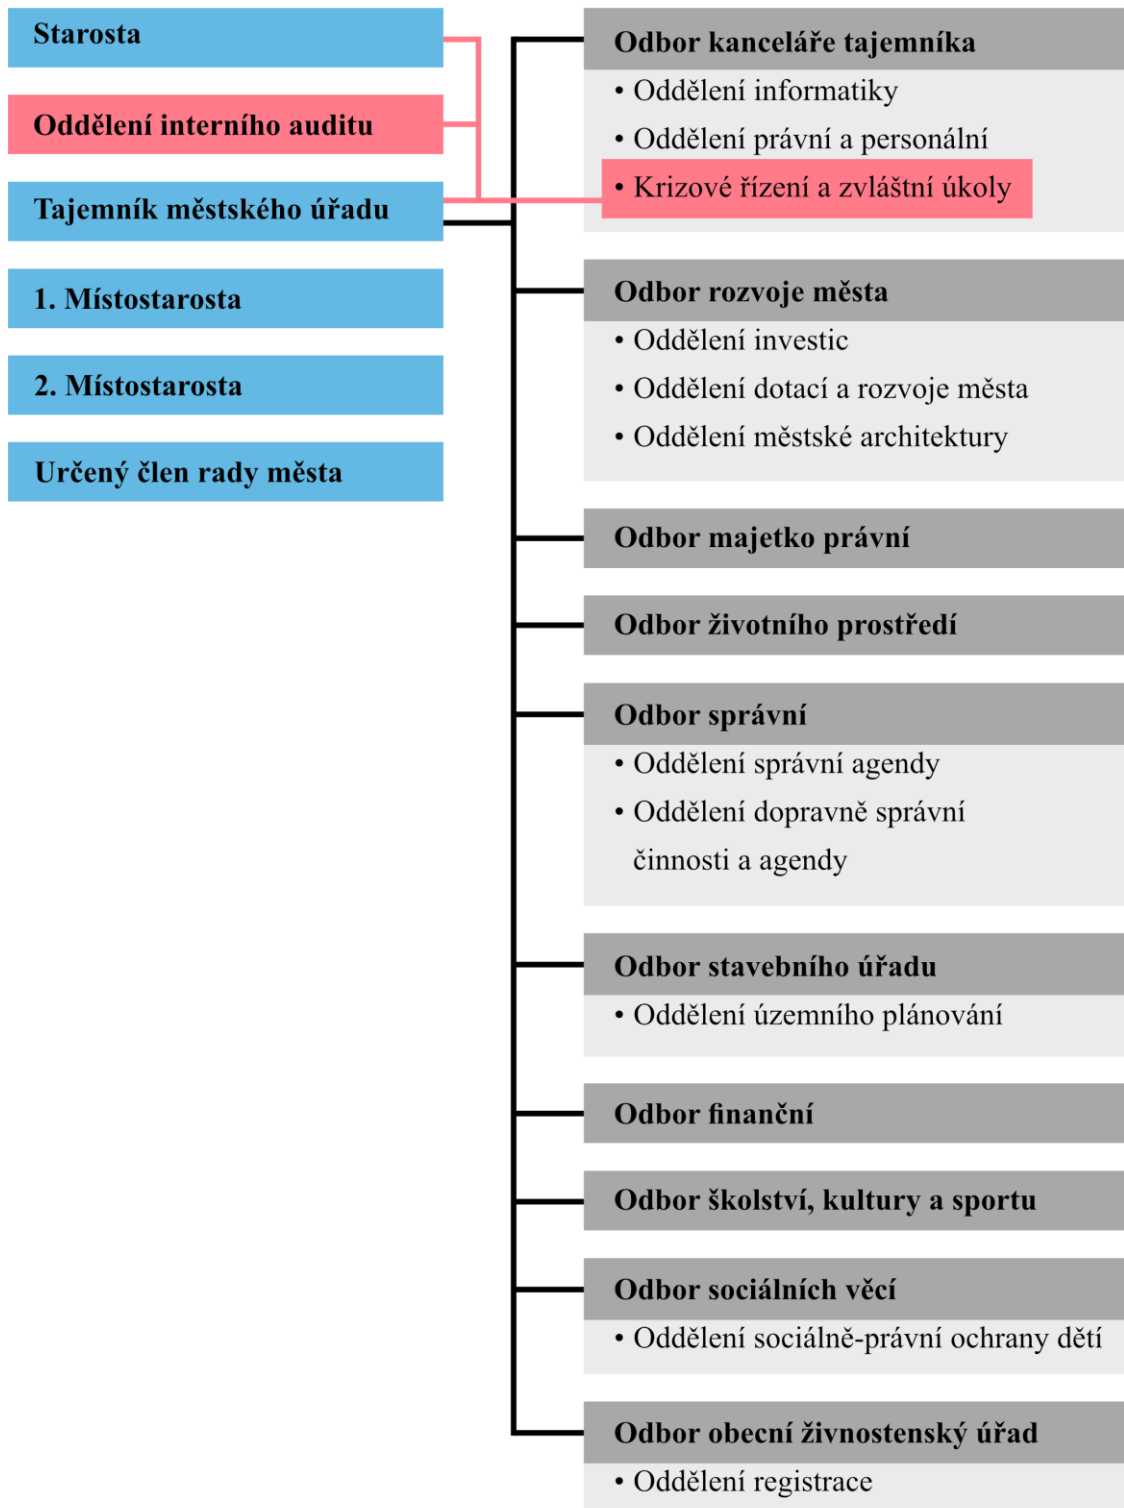 Starosta
Oddělení interního auditu
Tajemník městského úřadu
1. Místostarosta
2. Místostarosta
Určený člen rady města
Odbor kanceláře tajemníka
• Oddělení informatiky
• Oddělení právní a personální
• Krizové řízení a zvláštní úkoly
Odbor rozvoje města
• Oddělení investic
• Oddělení dotací a rozvoje města
• Oddělení městské architektury
Odbor majetko právní
Odbor životního prostředí
Odbor správní
• Oddělení správní agendy
• Oddělení dopravně správní
činnosti a agendy
Odbor stavebního úřadu
• Oddělení územního plánování
Odbor finanční
Odbor školství, kultury a sportu
Odbor sociálních věcí
• Oddělení sociálně-právní ochrany dětí
Odbor obecní živnostenský úřad
• Oddělení registrace